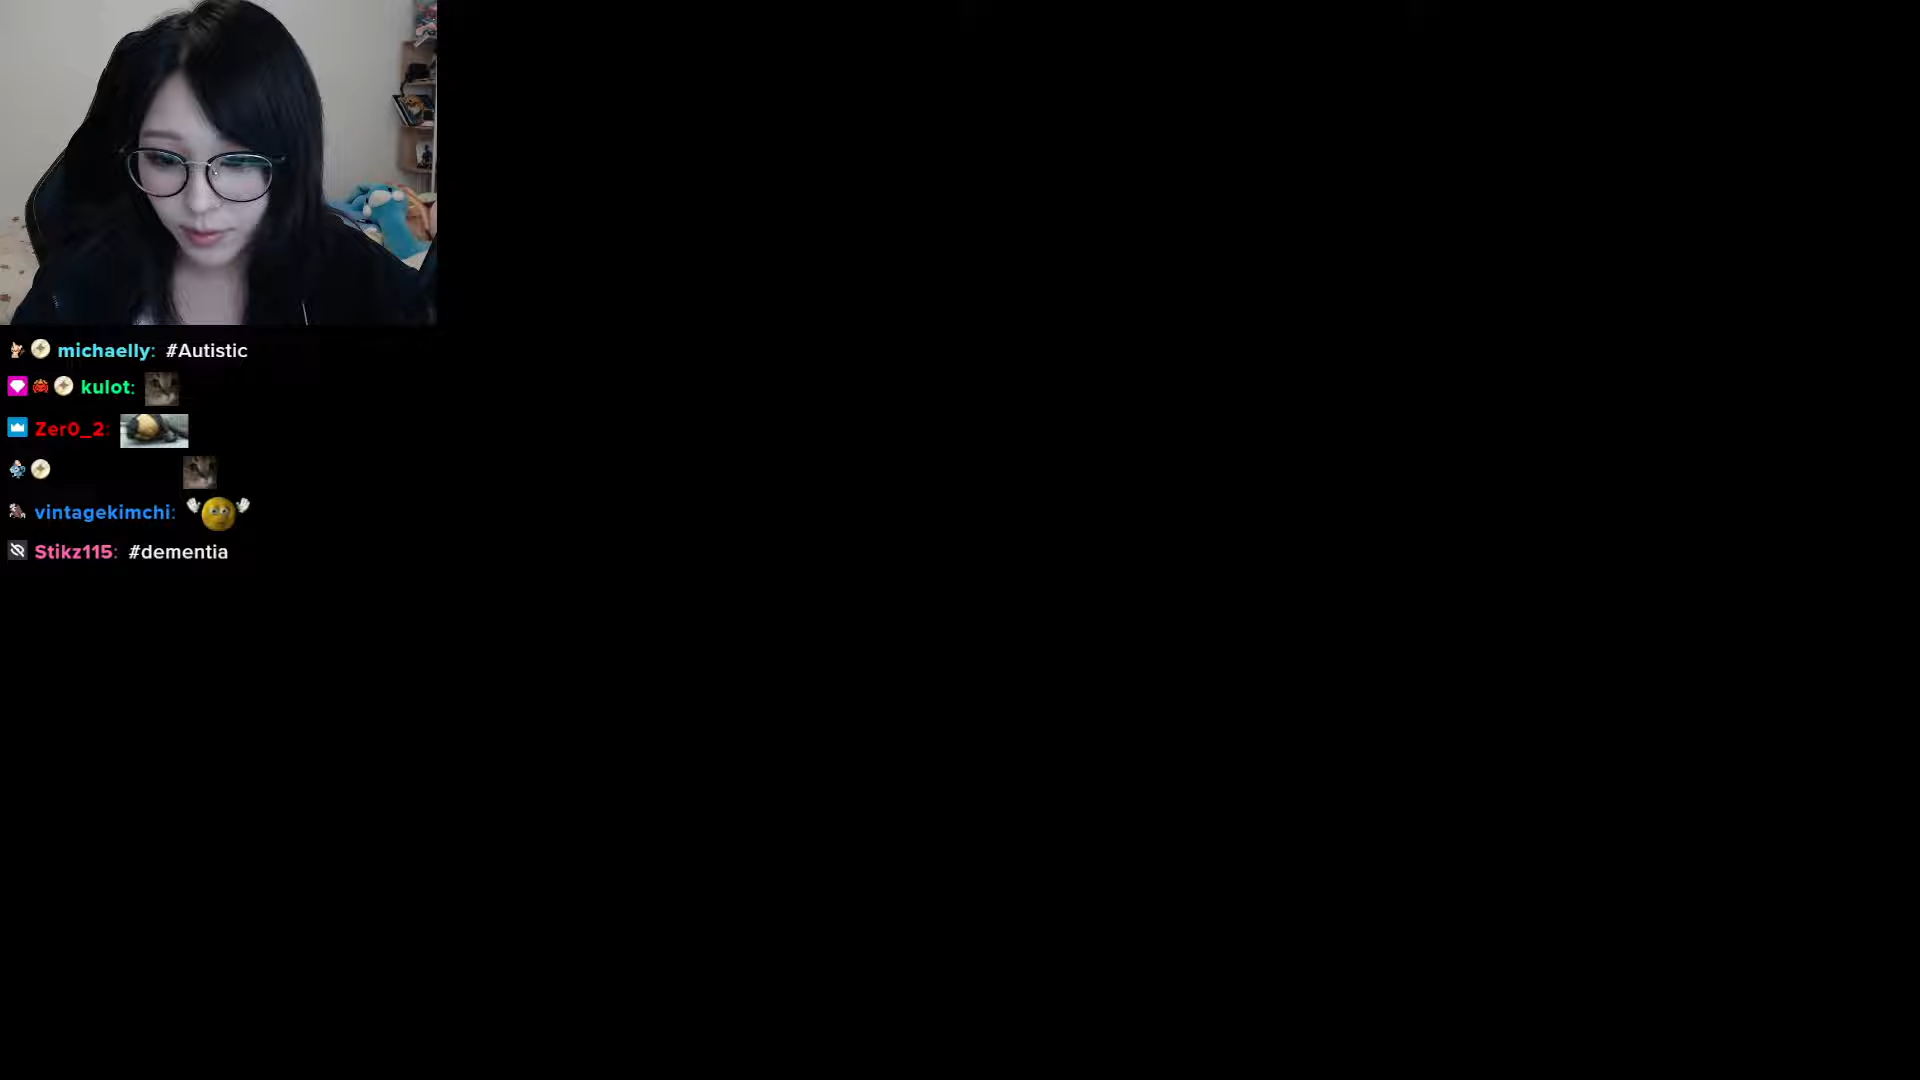 michaelly: #Autistic
kulot:
Zer0_2:
vintagekimchi:
Stikz115: #dementia